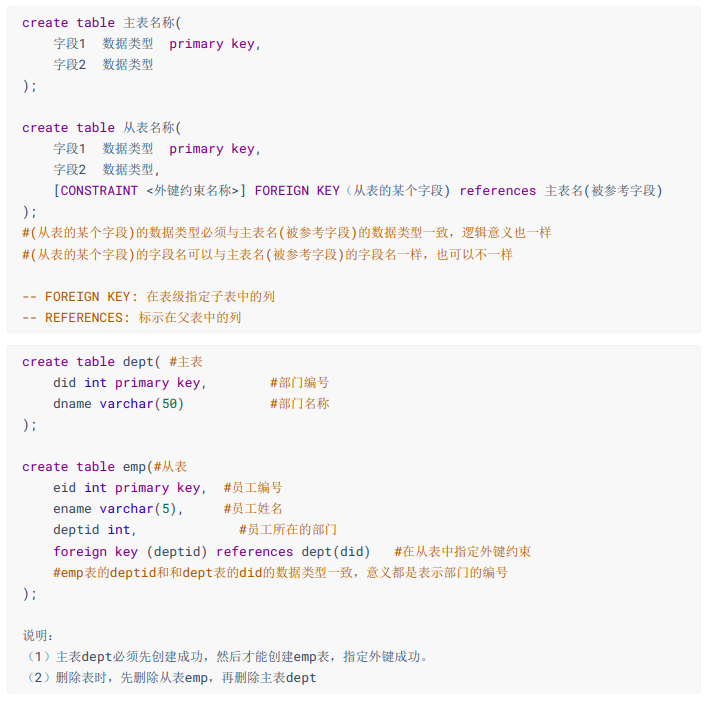 create table 主表名称(
    字段1  数据类型  primary key,
    字段2  数据类型
);

create table 从表名称(
    字段1  数据类型  primary key,
    字段2  数据类型,
    [CONSTRAINT <外键约束名称>] FOREIGN KEY（从表的某个字段) references 主表名(被参考字段)
);
#(从表的某个字段)的数据类型必须与主表名(被参考字段)的数据类型一致，逻辑意义也一样
#(从表的某个字段)的字段名可以与主表名(被参考字段)的字段名一样，也可以不一样

-- FOREIGN KEY: 在表级指定子表中的列
-- REFERENCES: 标示在父表中的列

create table dept( #主表
    did int primary key,        #部门编号
    dname varchar(50)           #部门名称
);

create table emp(#从表
    eid int primary key,  #员工编号
    ename varchar(5),     #员工姓名
    deptid int,             #员工所在的部门
    foreign key (deptid) references dept(did)   #在从表中指定外键约束
    #emp表的deptid和和dept表的did的数据类型一致，意义都是表示部门的编号
);

说明：
（1）主表dept必须先创建成功，然后才能创建emp表，指定外键成功。
（2）删除表时，先删除从表emp，再删除主表dept